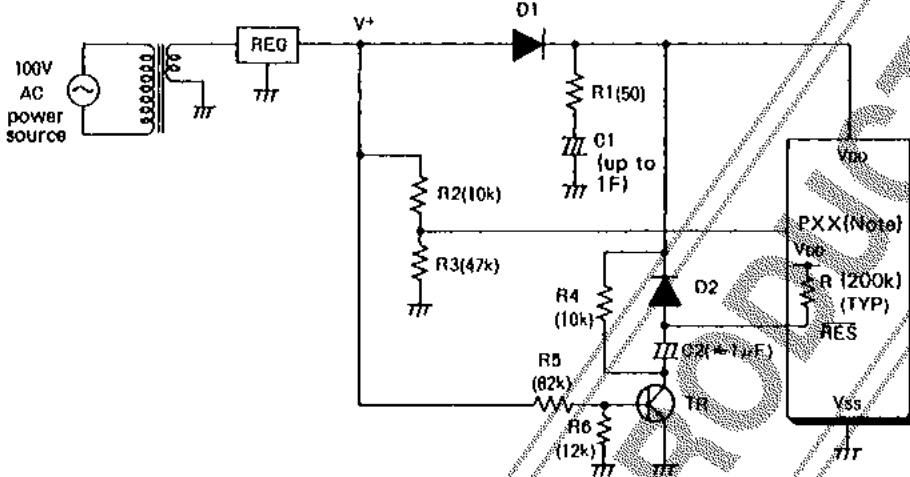 D1
V+
REG
100V
AC
power
source
R1(50)
C1
(up to
1F)
VDD
R2(10k)
PXX(Note)
R3(47k)
VDD
R (200k)
(TYP)
R4
(10k)
D2
RES
C2(≃1μF)
R5
(82k)
TR
R6
(12k)
VSS